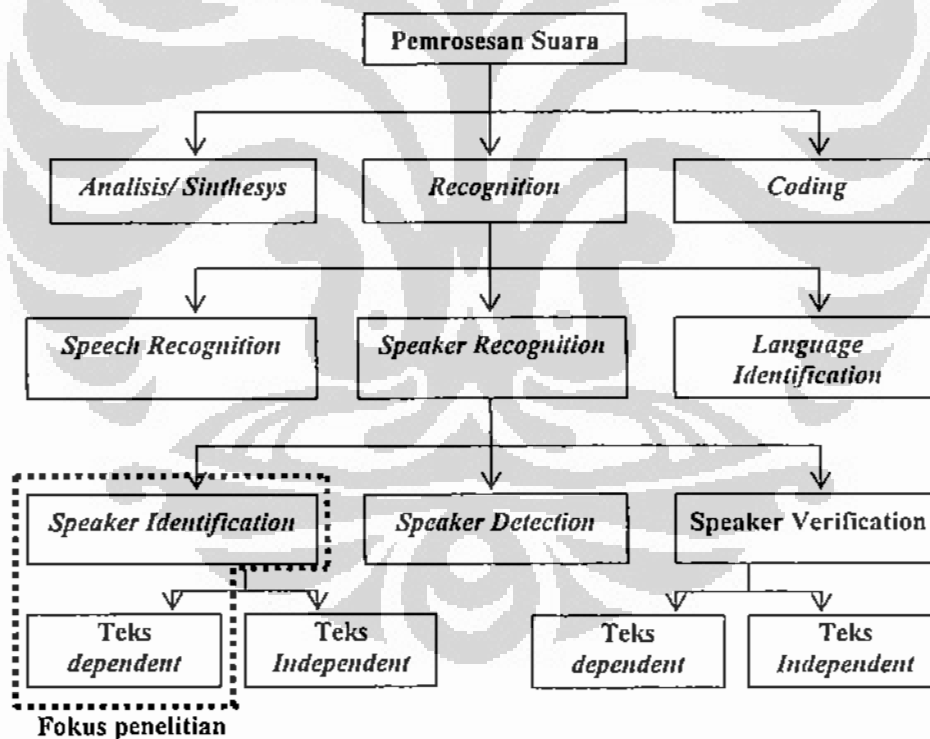 Pemrosesan Suara
Analisis/ Sinthesys
Recognition
Coding
Speech Recognition
Speaker Recognition
Language
Identification
Speaker Identification
Speaker Detection
Speaker Verification
Teks
dependent
Teks
Independent
Teks
dependent
Teks
Independent
Fokus penelitian